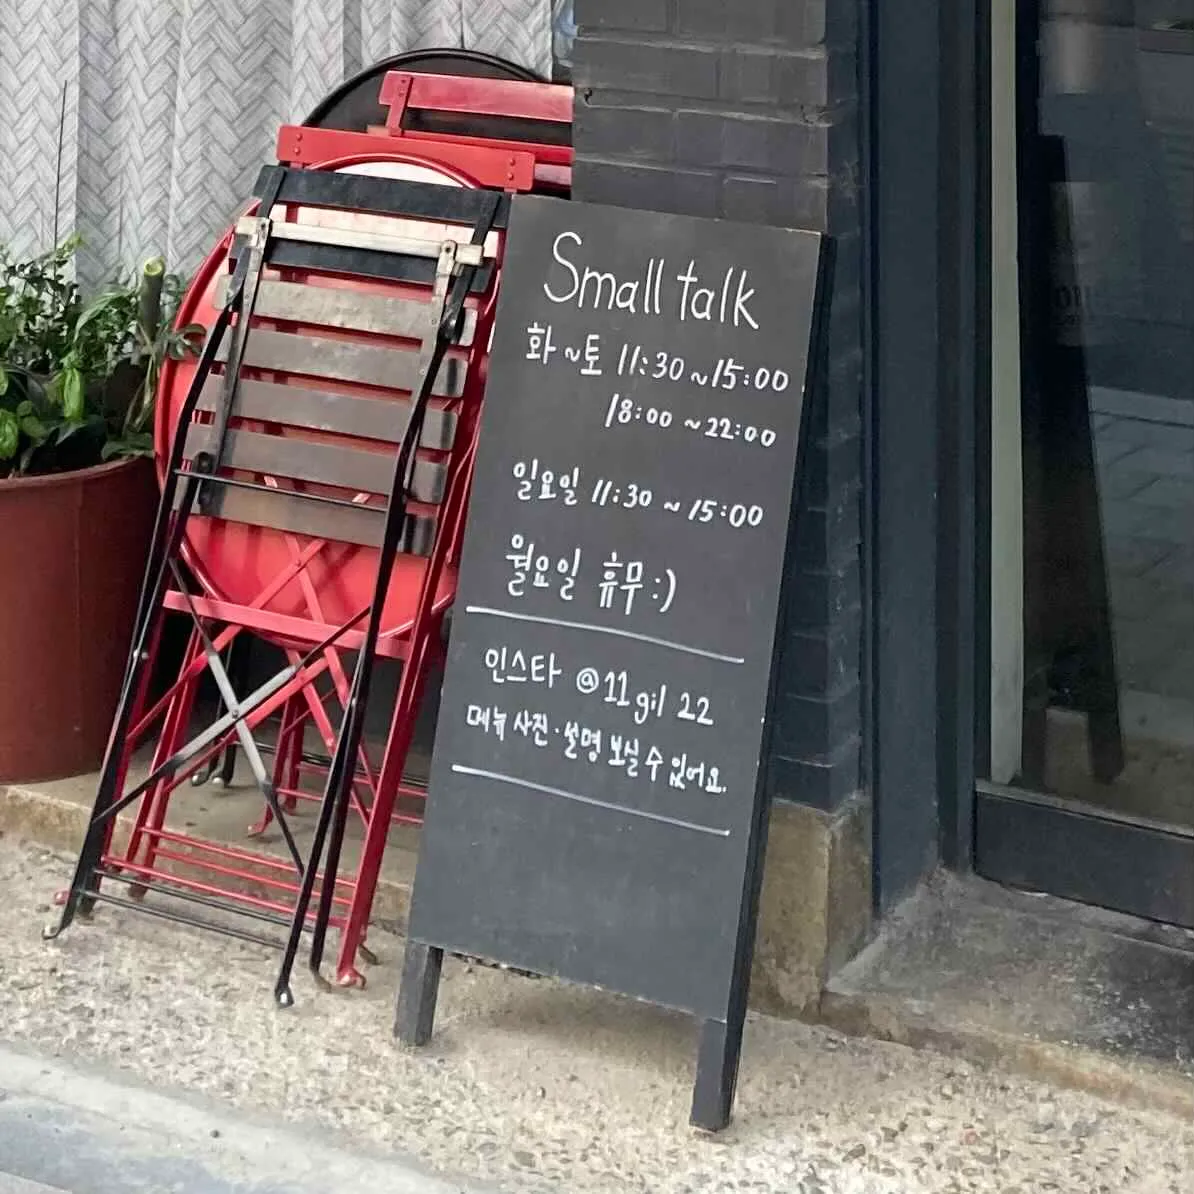 Small talk
화 ~토 11:30 ~15:00
18:00 ~22:00
일요일 11:30 ~ 15:00
월요일 휴무 :)
인스타 @11gil 22
메뉴 사진·설명 보실 수 있어요.